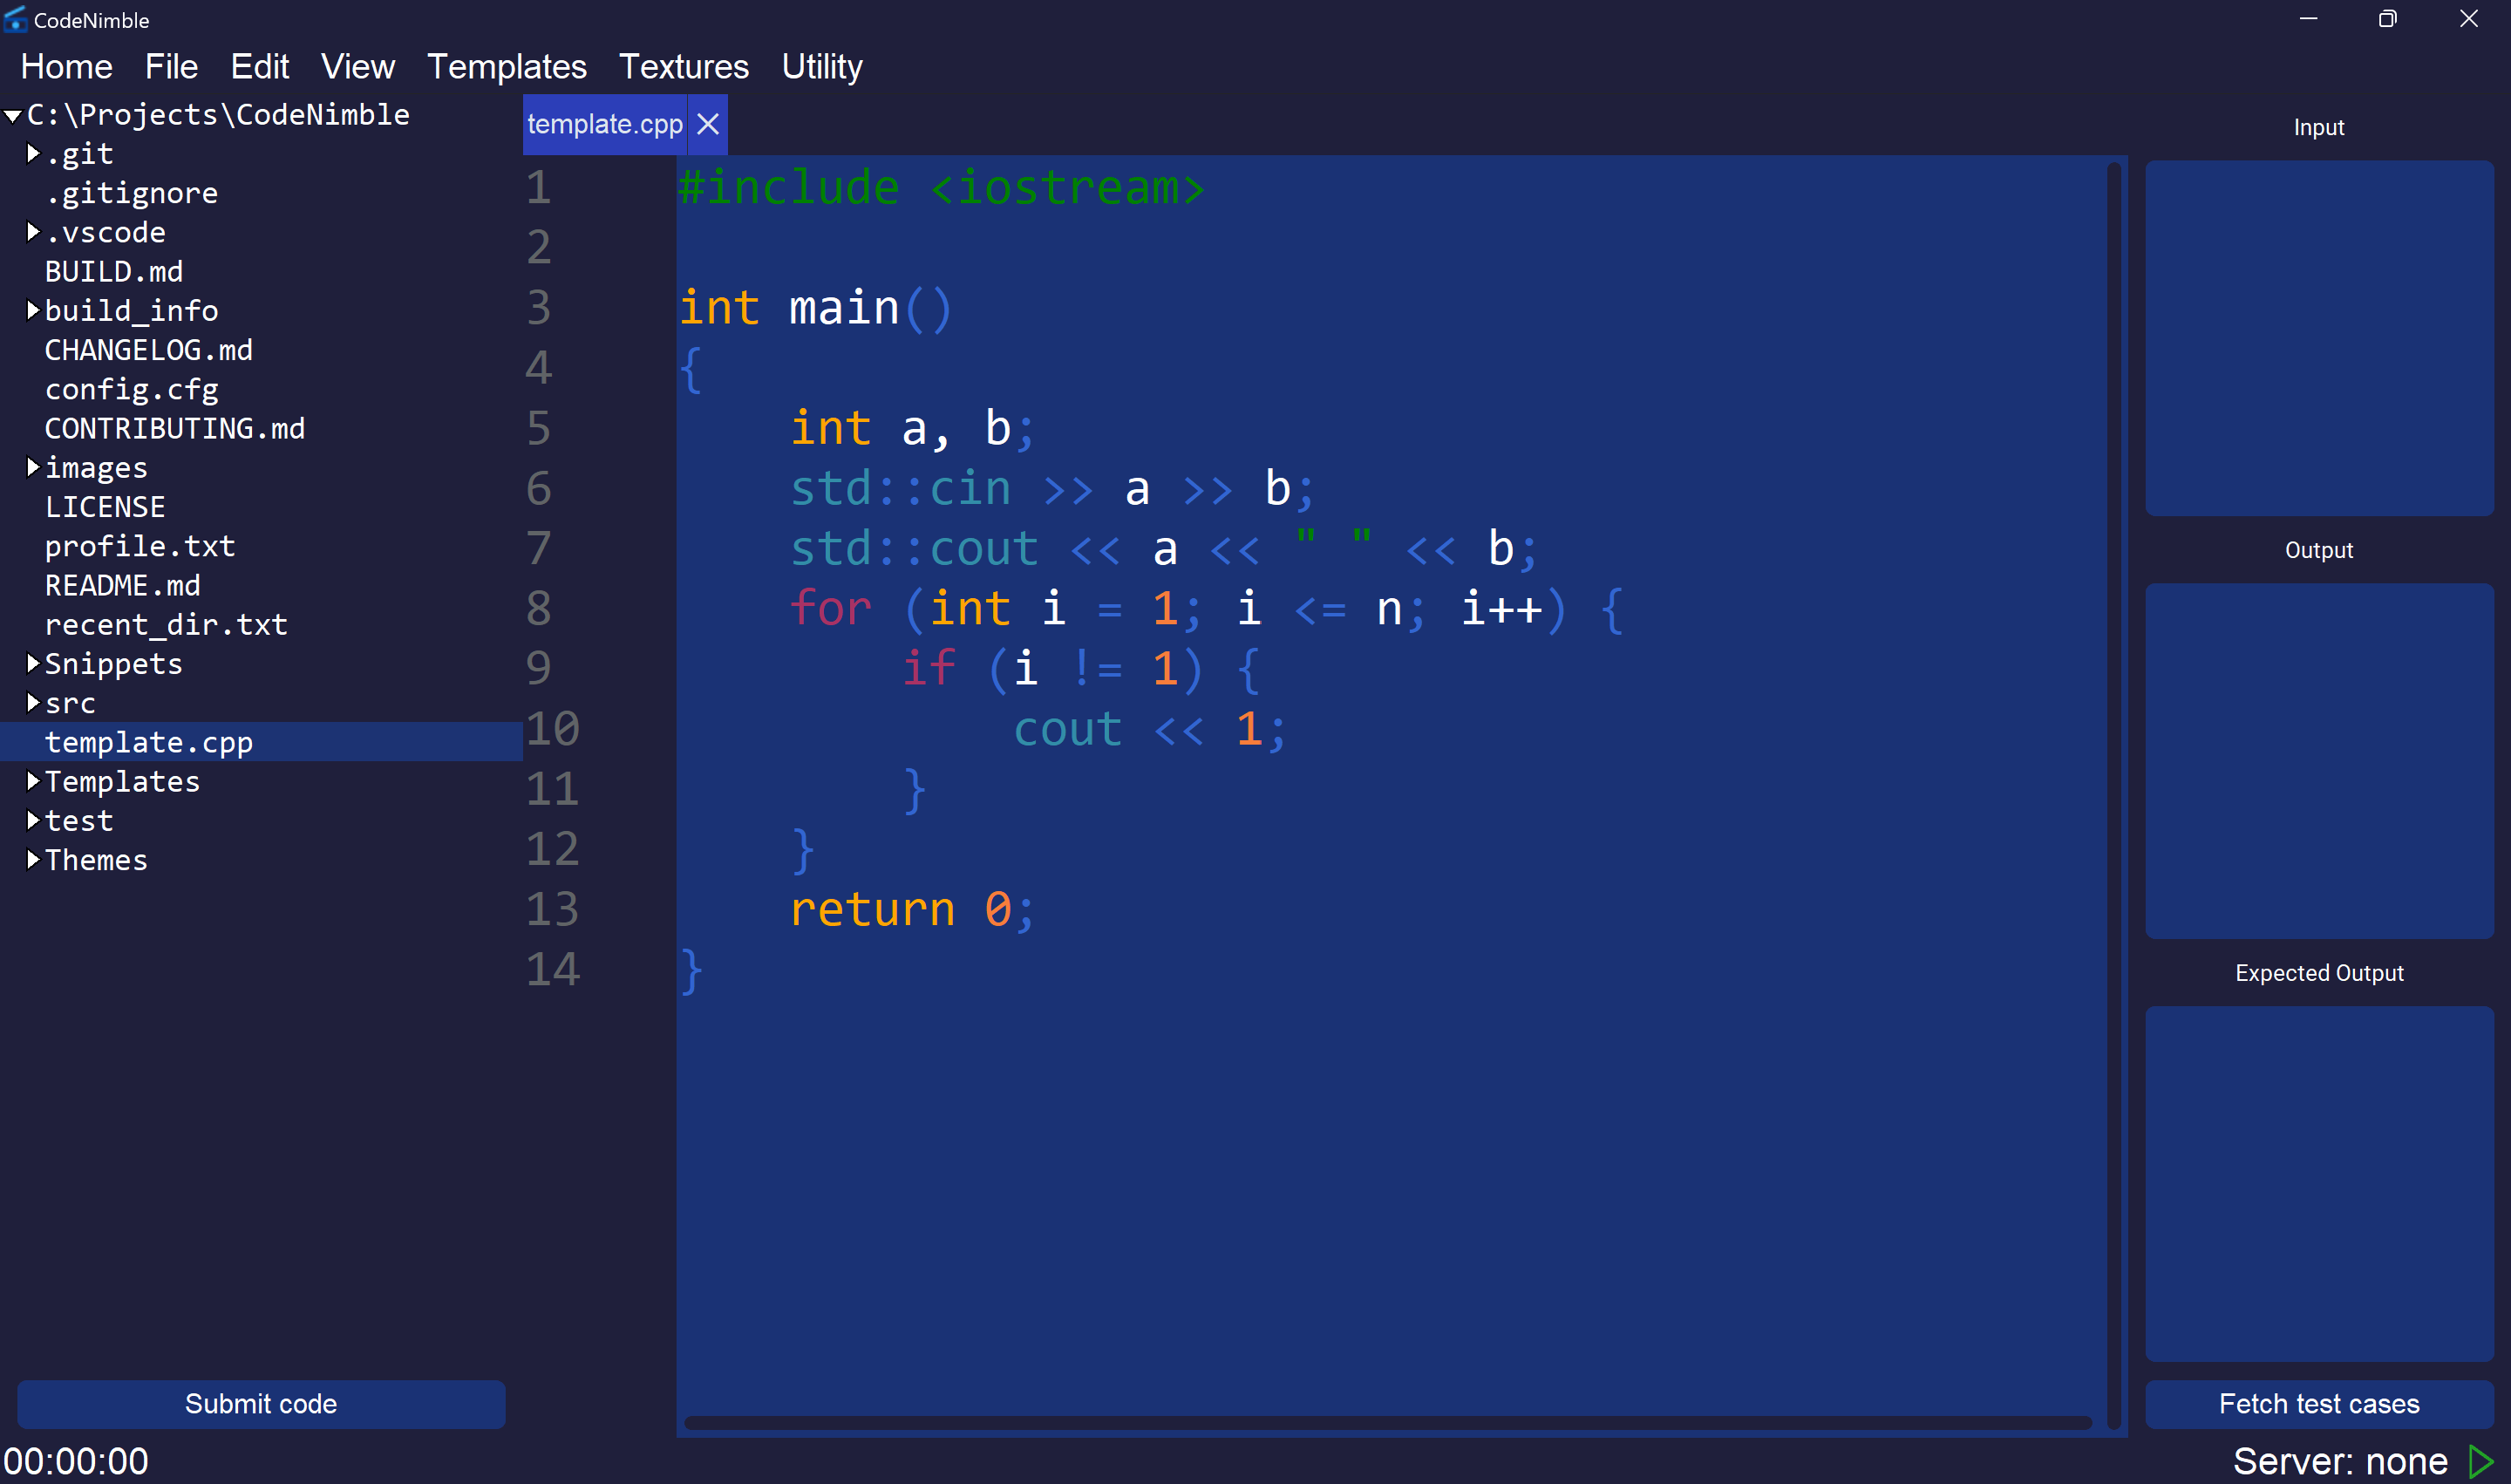 CodeNimble
Home File Edit View Templates Textures Utility
C:\Projects\CodeNimble
.git
.gitignore
.vscode
BUILD.md
build_info
CHANGELOG.md
config.cfg
CONTRIBUTING.md
images
LICENSE
profile.txt
README.md
recent_dir.txt
Snippets
src
template.cpp
Templates
test
Themes
Submit code
00:00:00
template.cpp
1 #include <iostream>
2
3 int main()
4 {
5     int a, b;
6     std::cin >> a >> b;
7     std::cout << a << " " << b;
8     for (int i = 1; i <= n; i++) {
9         if (i != 1) {
10             cout << 1;
11         }
12     }
13     return 0;
14 }
Input
Output
Expected Output
Fetch test cases
Server: none